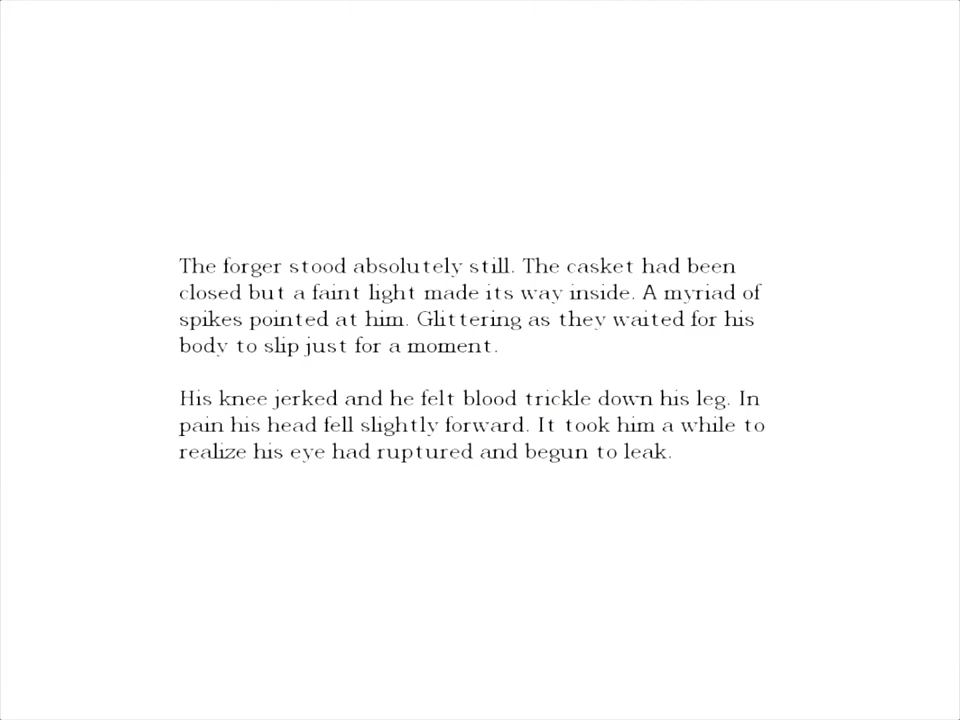 The forger stood absolutely still. The casket had been
closed but a faint light made its way inside. A myriad of
spikes pointed at him. Glittering as they waited for his
body to slip just for a moment.
His knee jerked and he felt blood trickle down his leg. In
pain his head fell slightly forward. It took him a while to
realize his eye had ruptured and begun to leak.